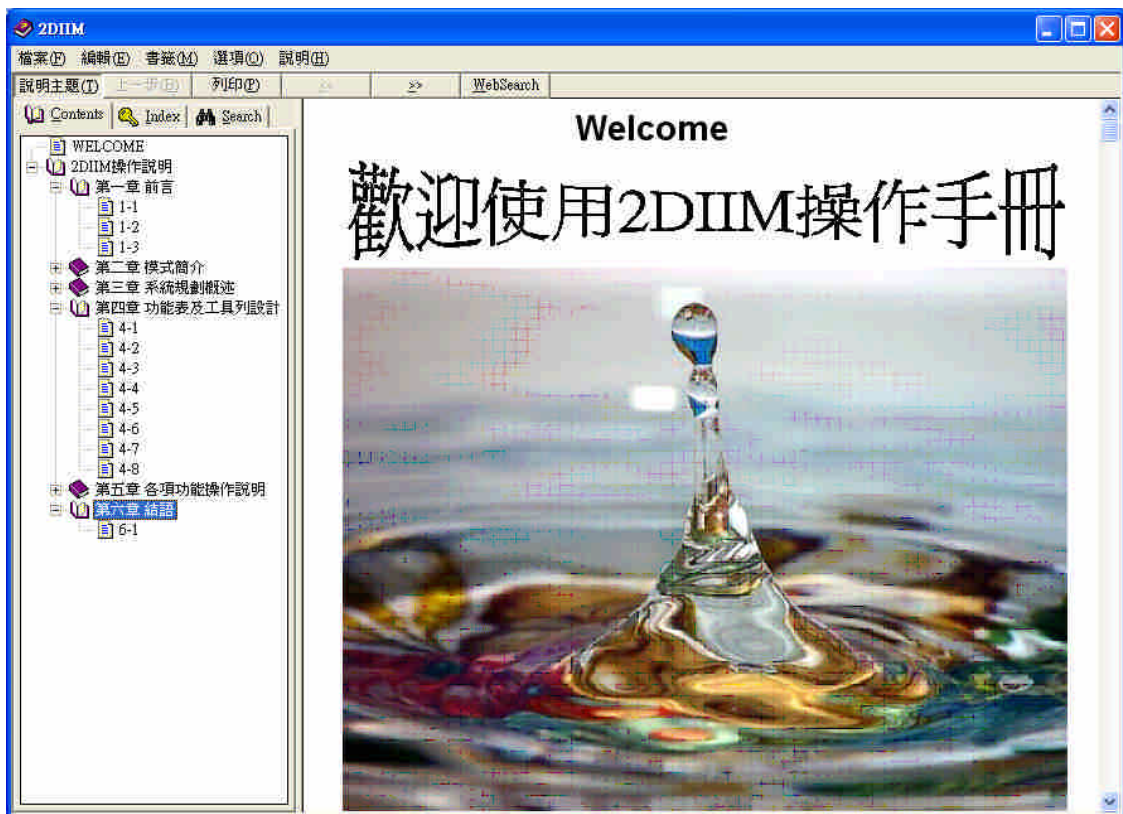 2DIIM
檔案(F) 編輯(E) 書籤(M) 選項(O) 說明(H)
說明主題(T) 上一步(B) 列印(P) << >> WebSearch
Contents Index Search
WELCOME
2DIIM操作說明
第一章 前言
1-1
1-2
1-3
第二章 模式簡介
第三章 系統規劃概述
第四章 功能表及工具列設計
4-1
4-2
4-3
4-4
4-5
4-6
4-7
4-8
第五章 各項功能操作說明
第六章 結語
6-1
Welcome
歡迎使用2DIIM操作手冊